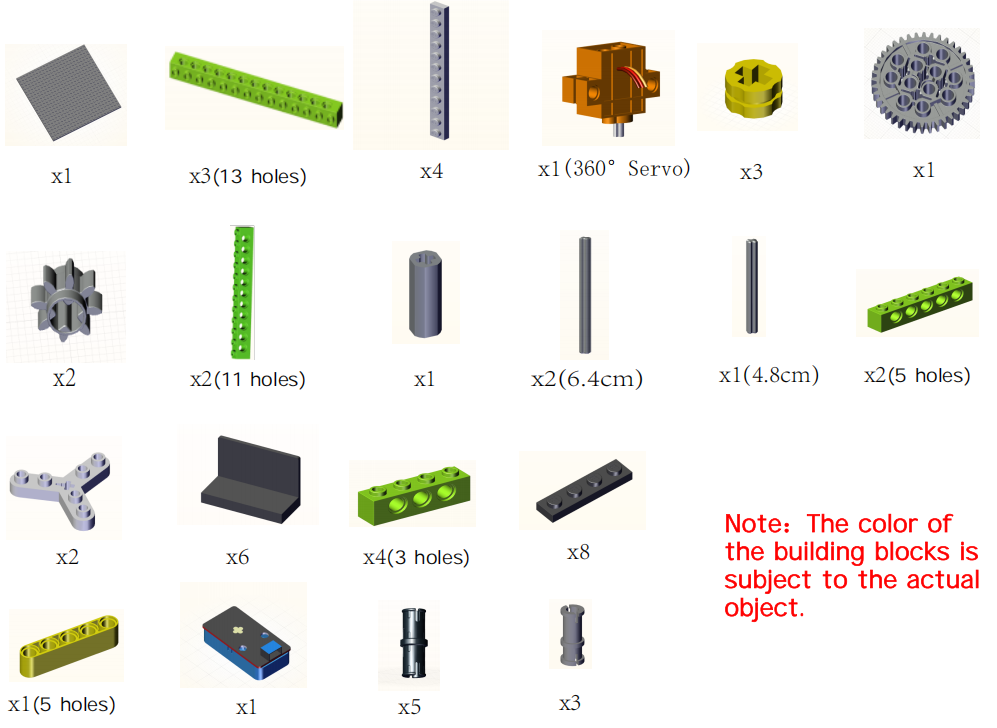 x1
x3(13 holes)
x4
x1(360° Servo)
x3
x1
x2
x2(11 holes)
x1
x2(6.4cm)
x1(4.8cm)
x2(5 holes)
x2
x6
x4(3 holes)
x8
Note: The color of
the building blocks is
subject to the actual
object.
x1(5 holes)
x1
x5
x3